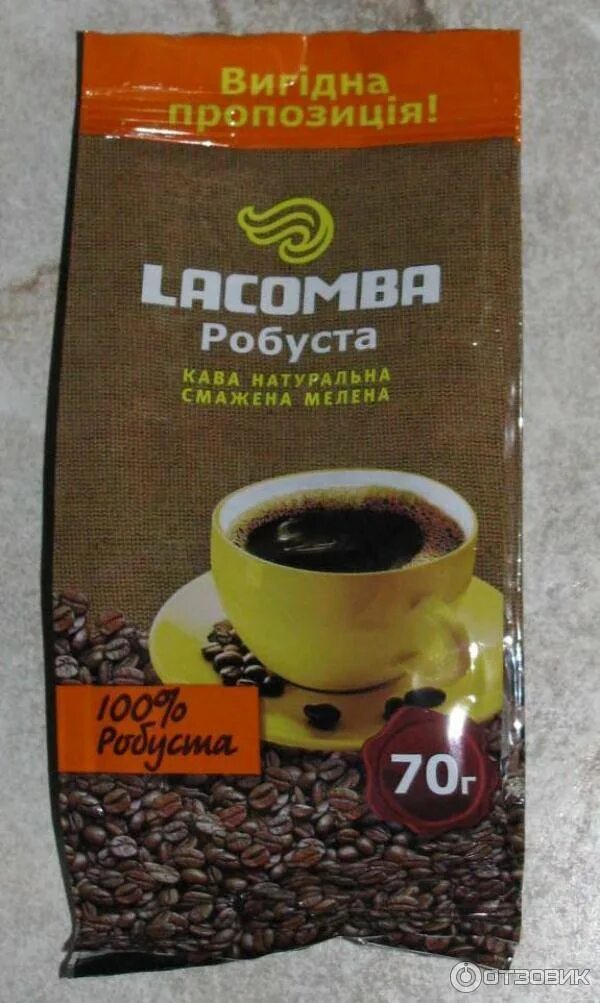 Вигідна
пропозиція!
LACOMBA
Робуста
КАВА НАТУРАЛЬНА
СМАЖЕНА МЕЛЕНА
100%
Робуста
70г
ОТЗОВИК